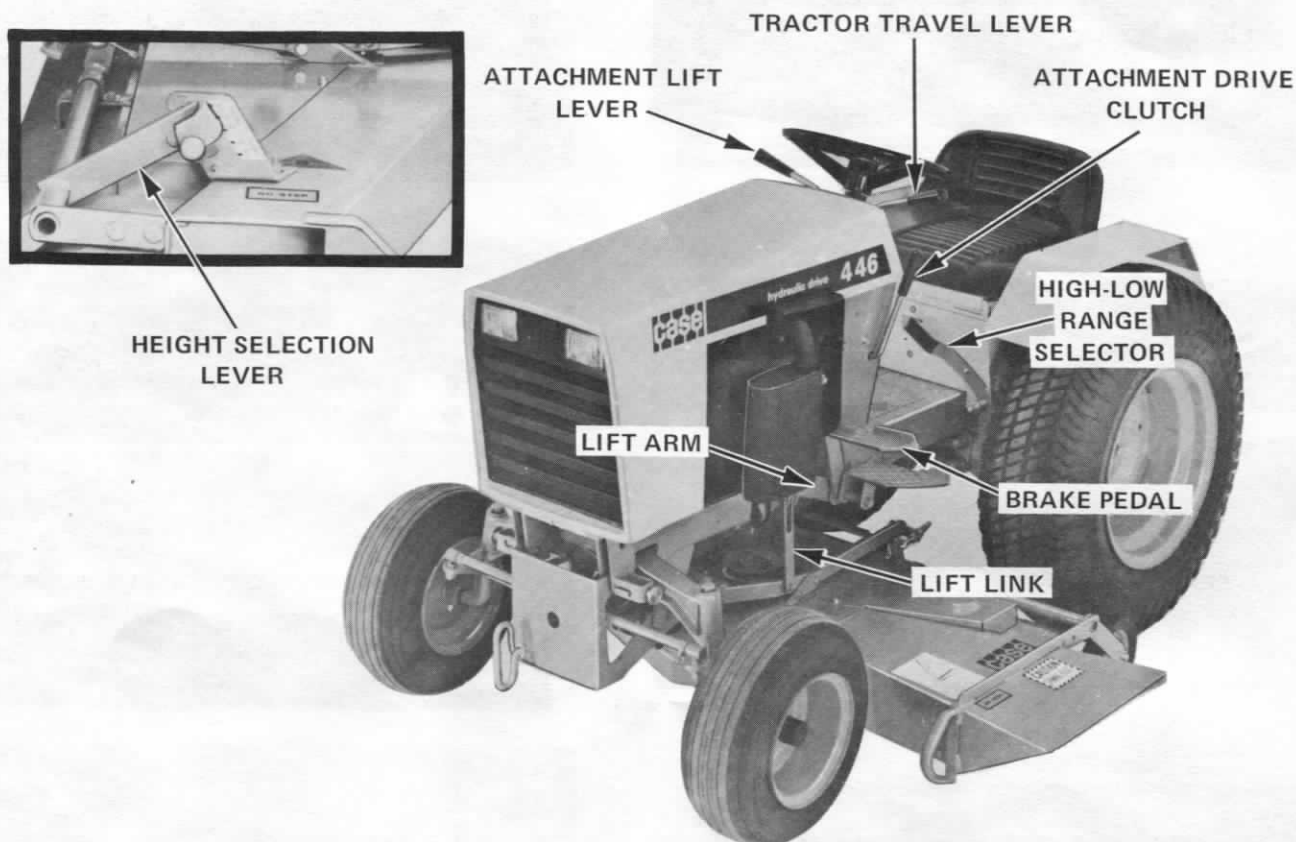 TRACTOR TRAVEL LEVER
ATTACHMENT LIFT
LEVER
ATTACHMENT DRIVE
CLUTCH
HEIGHT SELECTION
LEVER
case
hydraulic drive 446
HIGH-LOW
RANGE
SELECTOR
LIFT ARM
BRAKE PEDAL
LIFT LINK
case